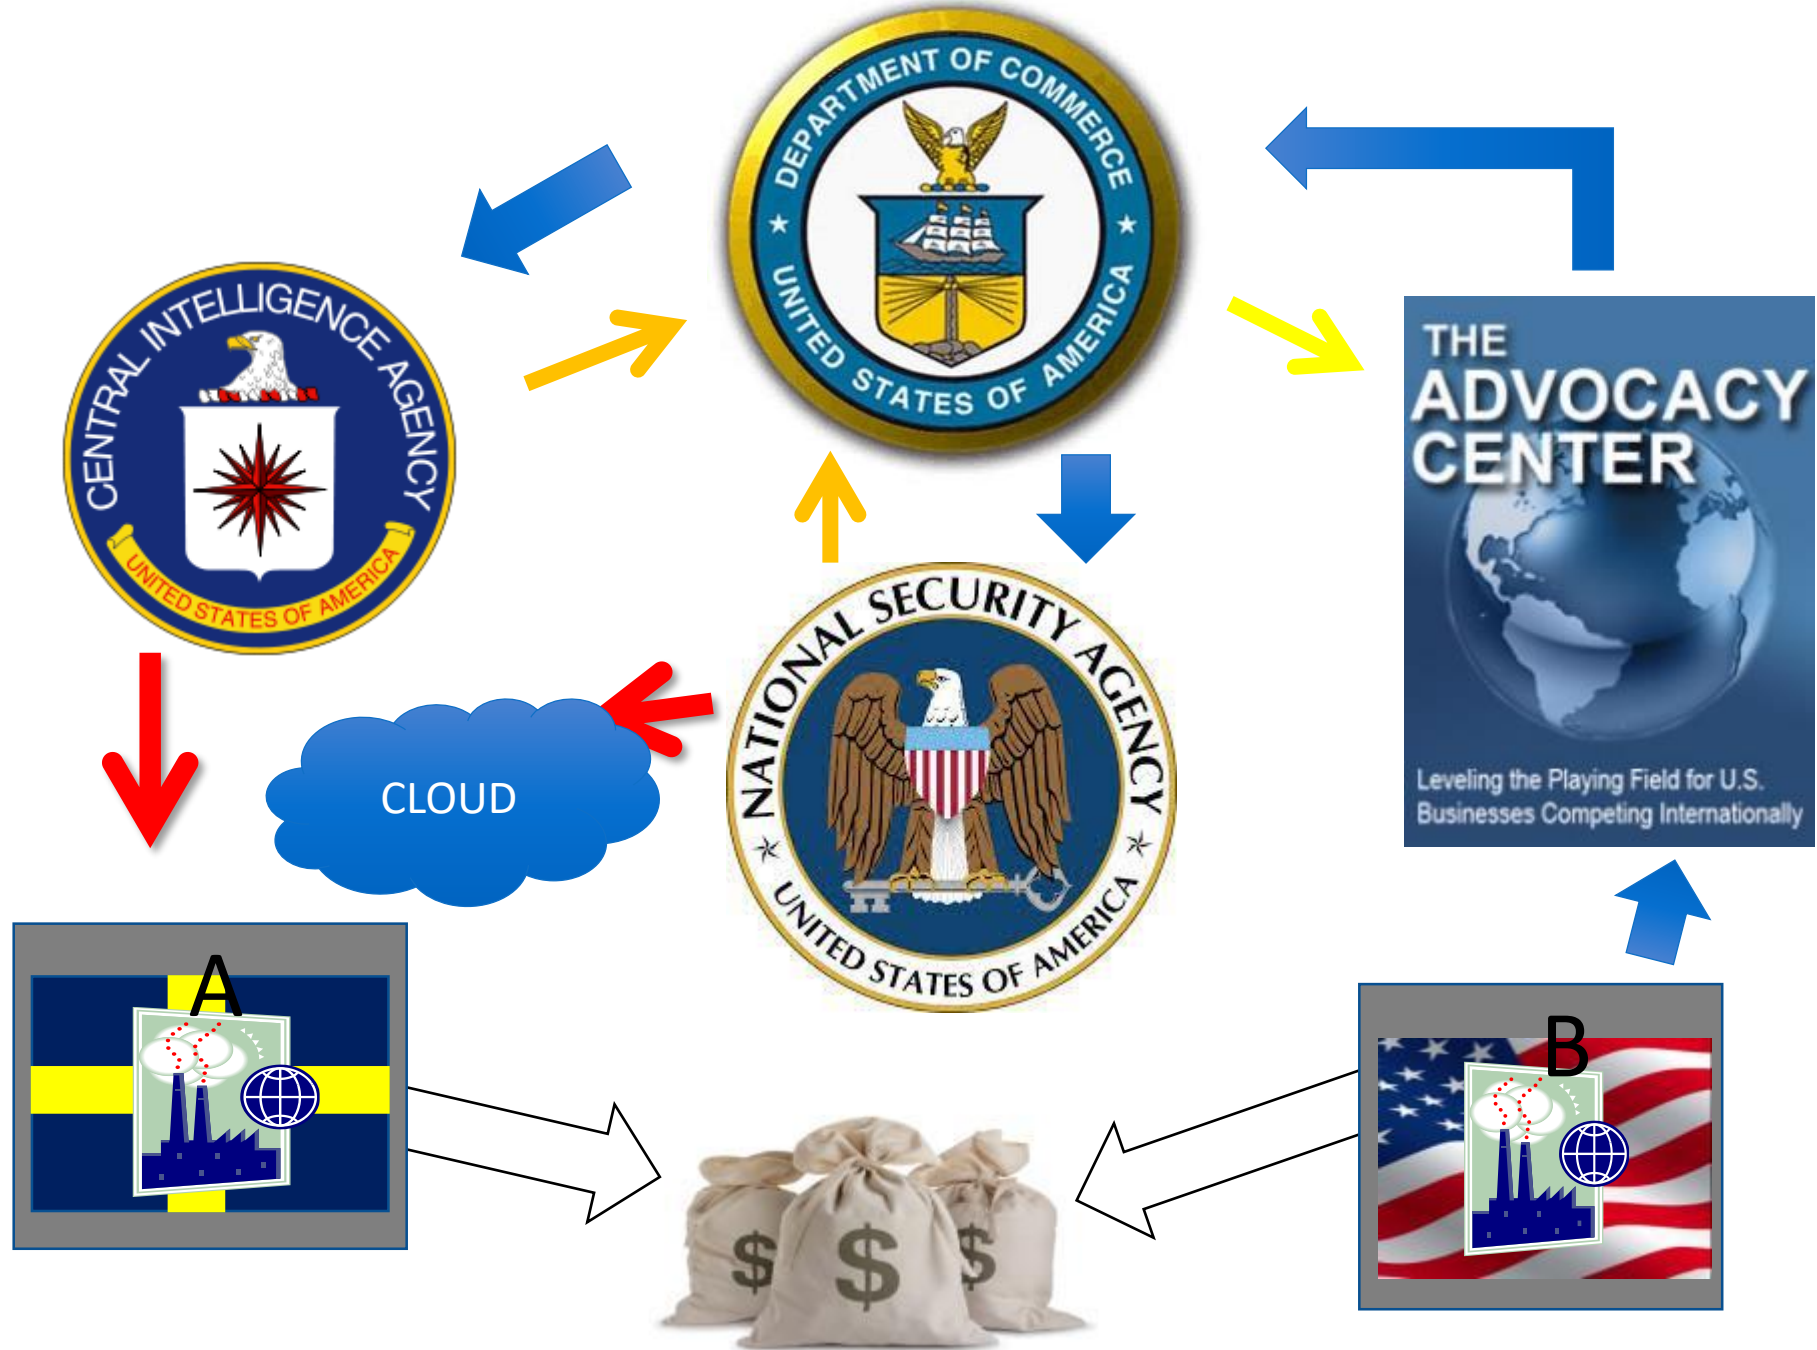 DEPARTMENT OF COMMERCE
UNITED STATES OF AMERICA
CENTRAL INTELLIGENCE AGENCY
UNITED STATES OF AMERICA
THE
ADVOCACY
CENTER
Leveling the Playing Field for U.S.
Businesses Competing Internationally
NATIONAL SECURITY AGENCY
UNITED STATES OF AMERICA
CLOUD
A
B
$ $ $